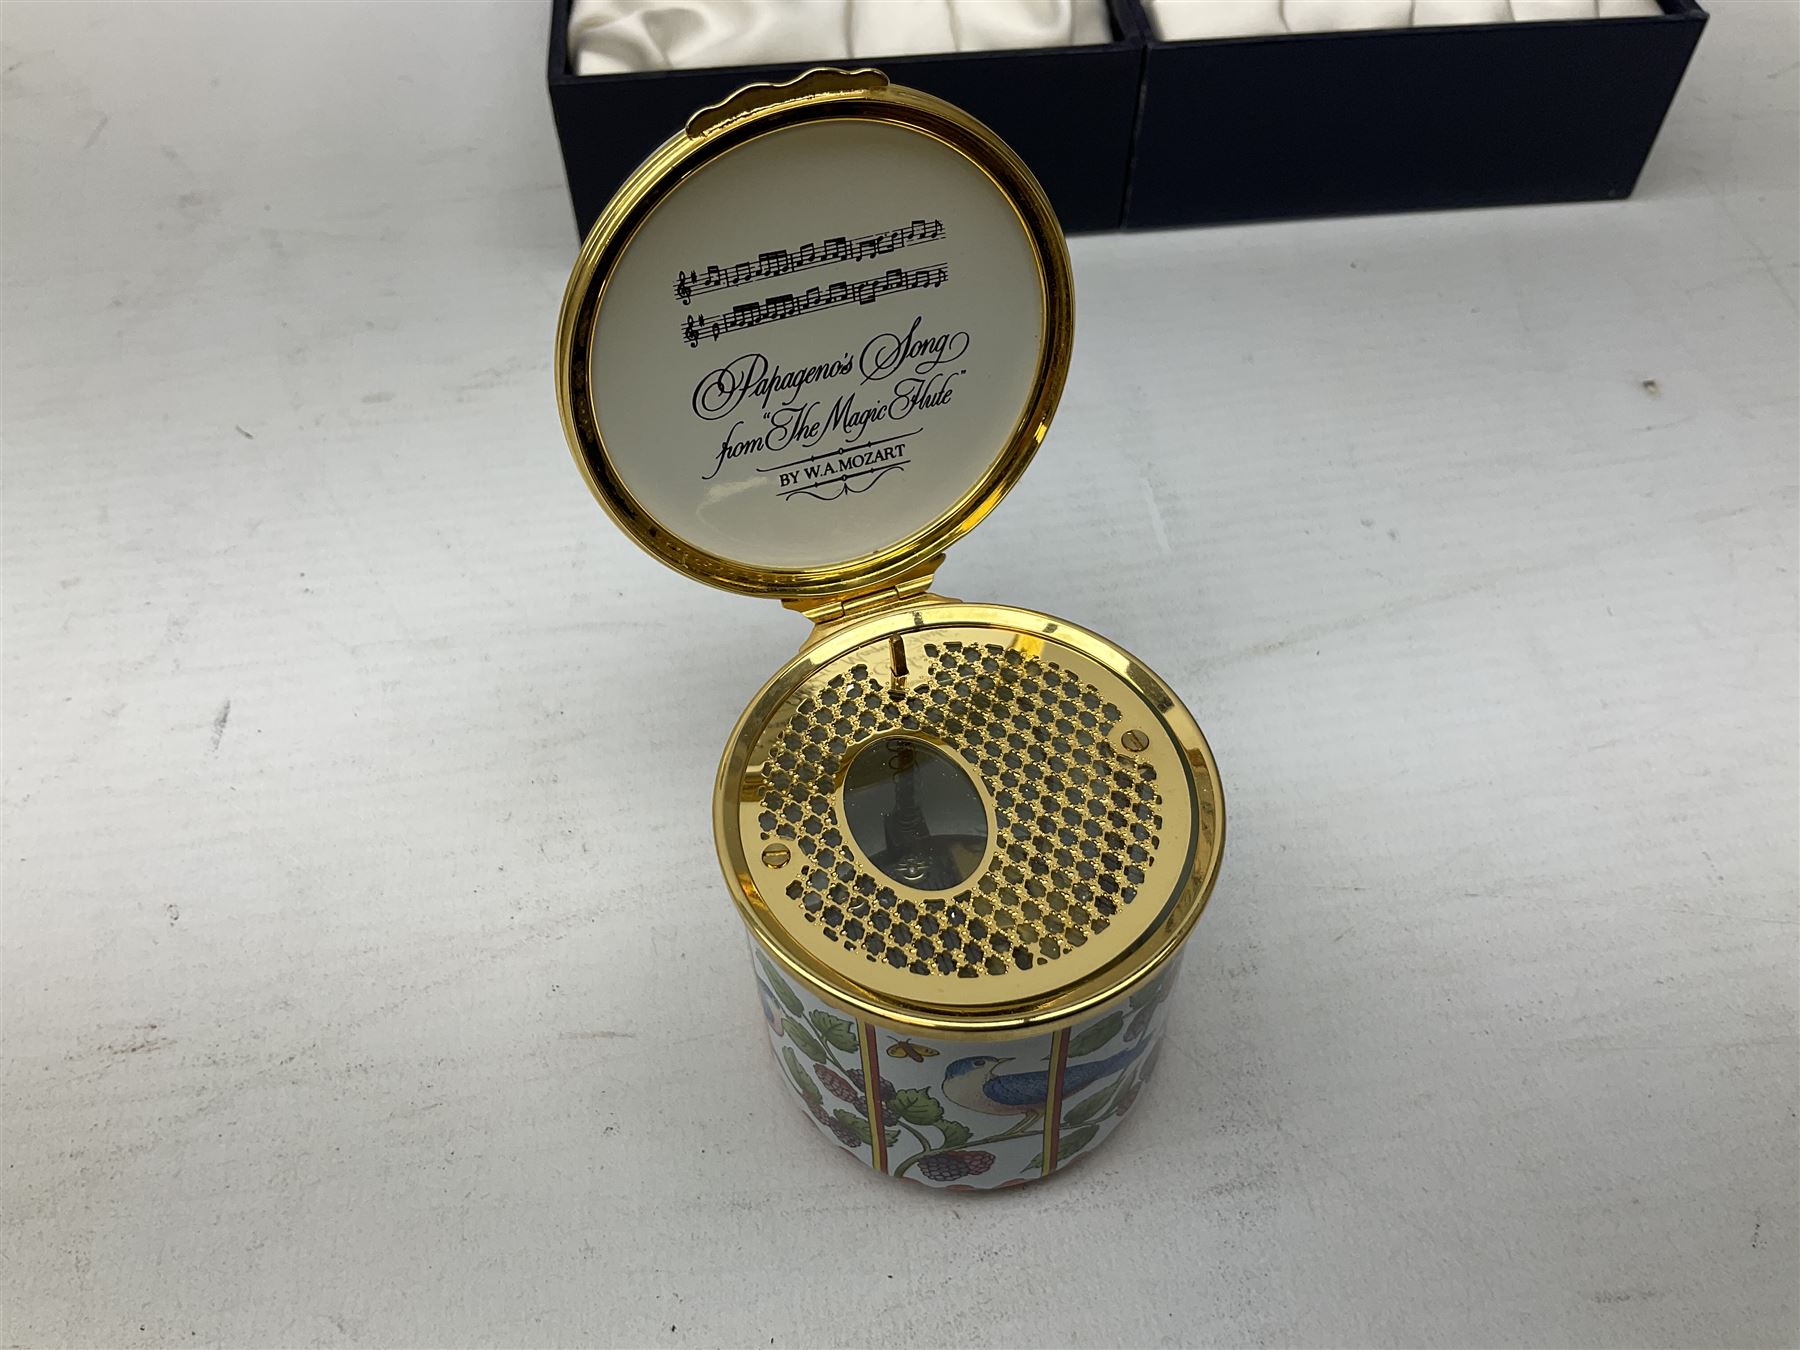 Papageno's Song
from "The Magic Flute"
BY W.A.MOZART